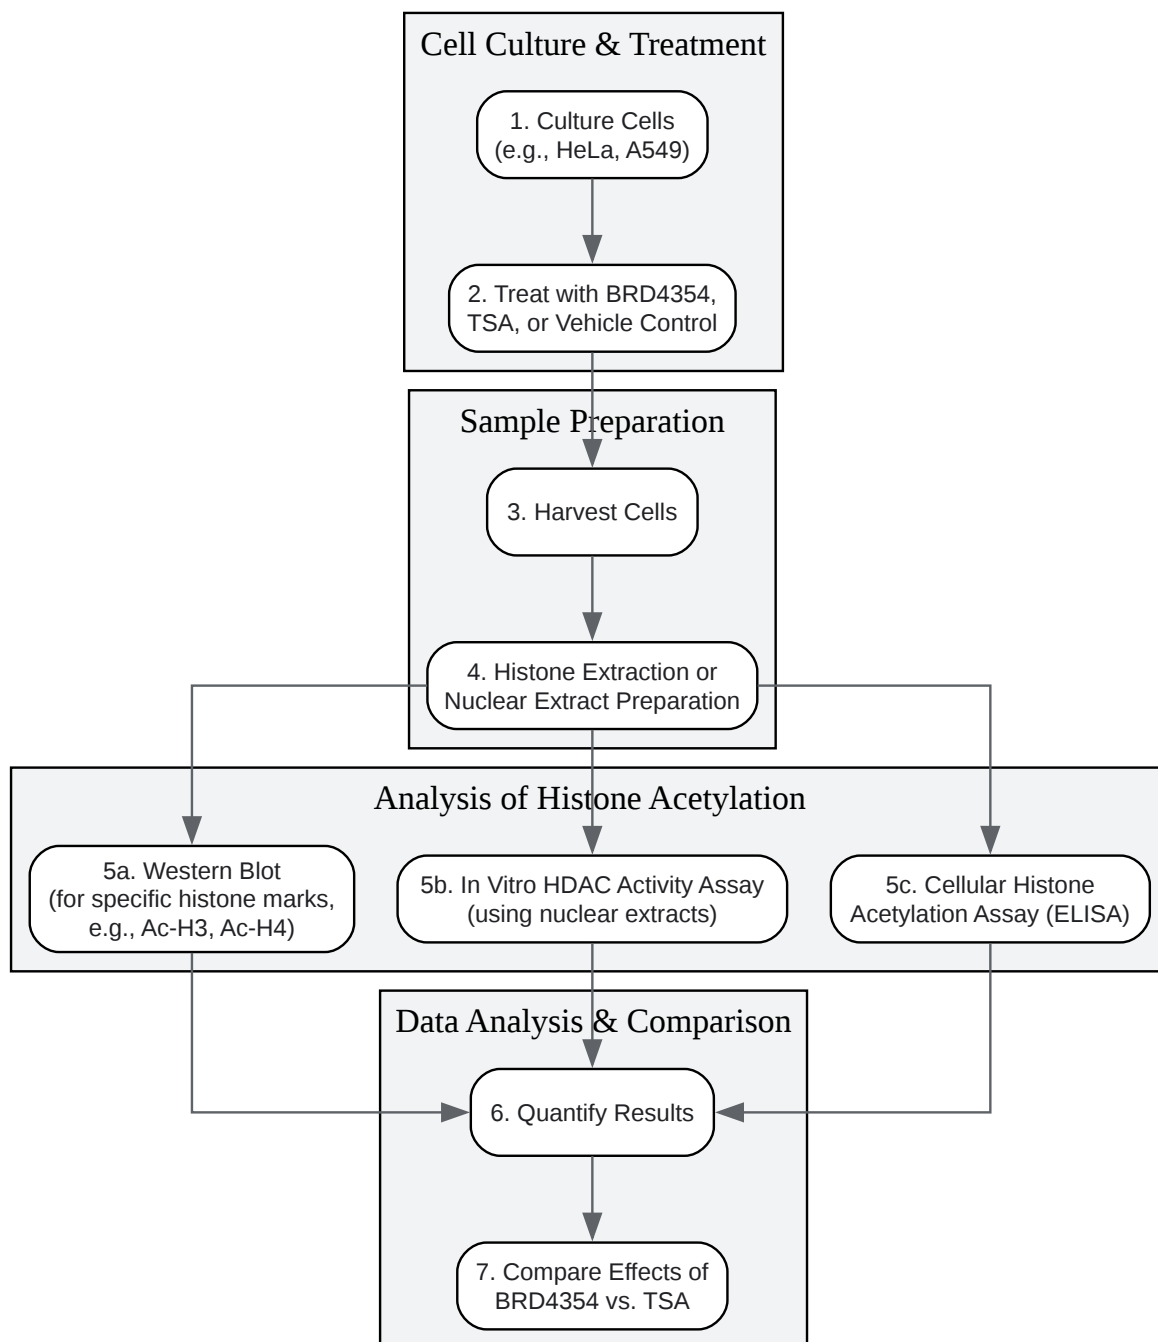 Cell Culture & Treatment
1. Culture Cells
(e.g., HeLa, A549)
2. Treat with BRD4354,
TSA, or Vehicle Control
Sample Preparation
3. Harvest Cells
4. Histone Extraction or
Nuclear Extract Preparation
Analysis of Histone Acetylation
5a. Western Blot
(for specific histone marks,
e.g., Ac-H3, Ac-H4)
5b. In Vitro HDAC Activity Assay
(using nuclear extracts)
5c. Cellular Histone
Acetylation Assay (ELISA)
Data Analysis & Comparison
6. Quantify Results
7. Compare Effects of
BRD4354 vs. TSA